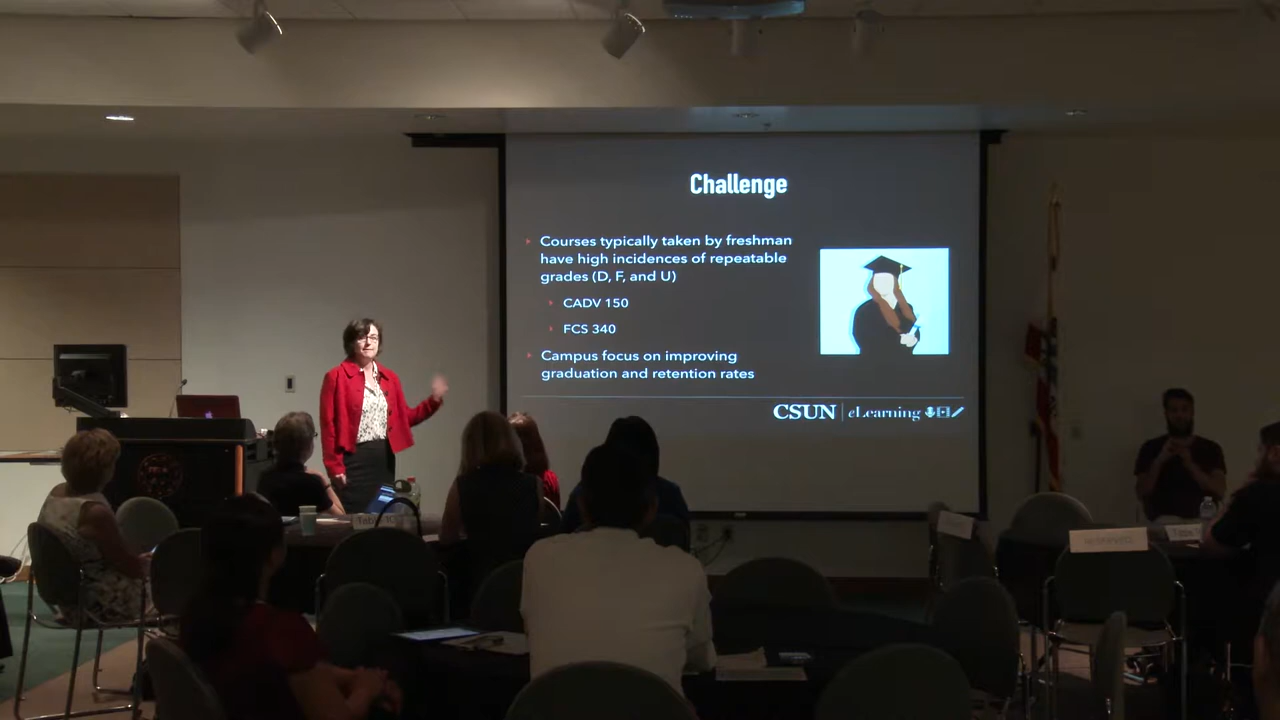 Challenge
Courses typically taken by freshman
have high incidences of repeatable
grades (D, F, and U)
CADV 150
FCS 340
Campus focus on improving
graduation and retention rates
CSUN eLearning